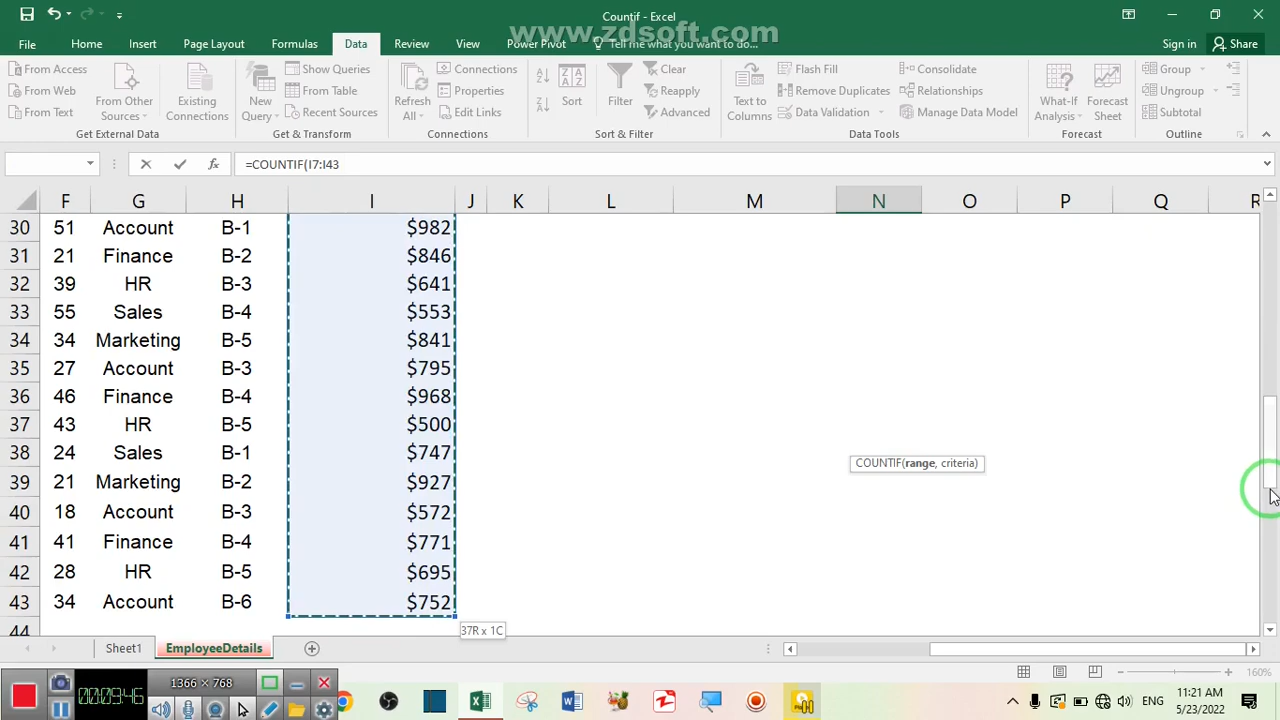 Countif - Excel
www.zdsoft.com
File Home Insert Page Layout Formulas Data Review View Power Pivot Tell me what you want to do... Sign in Share
From Access
From Web
From Text
From Other Sources
Existing Connections
Get External Data
New Query
Show Queries
From Table
Recent Sources
Get & Transform
Refresh All
Connections
Properties
Edit Links
Connections
Sort
Filter
Clear
Reapply
Advanced
Sort & Filter
Text to Columns
Flash Fill
Remove Duplicates
Data Validation
Consolidate
Relationships
Manage Data Model
Data Tools
What-If Analysis
Forecast Sheet
Forecast
Group
Ungroup
Subtotal
Outline
fx =COUNTIF(I7:I43
F G H I J K L M N O P Q R
30 51 Account B-1 $982
31 21 Finance B-2 $846
32 39 HR B-3 $641
33 55 Sales B-4 $553
34 34 Marketing B-5 $841
35 27 Account B-3 $795
36 46 Finance B-4 $968
37 43 HR B-5 $500
38 24 Sales B-1 $747
39 21 Marketing B-2 $927
40 18 Account B-3 $572
41 41 Finance B-4 $771
42 28 HR B-5 $695
43 34 Account B-6 $752
44
COUNTIF(range, criteria)
37R x 1C
Sheet1 EmployeeDetails
160%
1366 × 768
00:09:46
ENG
11:21 AM
5/23/2022